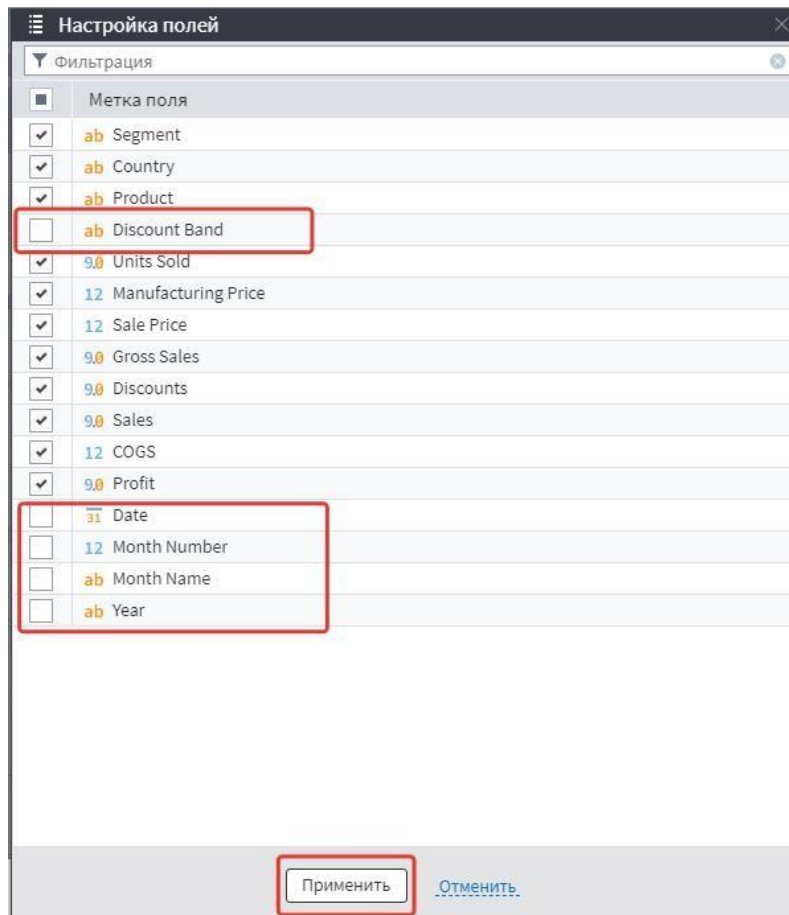 Настройка полей
Фильтрация
Метка поля
ab Segment
ab Country
ab Product
ab Discount Band
9.0 Units Sold
12 Manufacturing Price
12 Sale Price
9.0 Gross Sales
9.0 Discounts
9.0 Sales
12 COGS
9.0 Profit
31 Date
12 Month Number
ab Month Name
ab Year
Применить Отменить